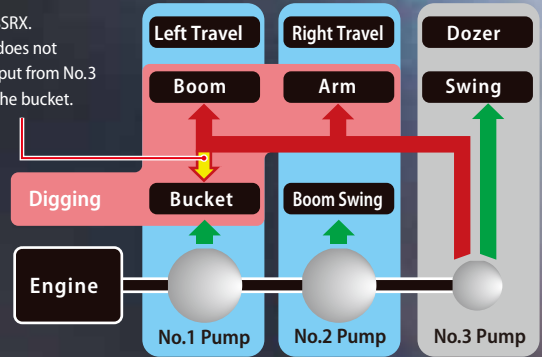 SRX.
does not
put from No.3
he bucket.
Left Travel
Right Travel
Dozer
Boom
Arm
Swing
Digging
Bucket
Boom Swing
Engine
No.1 Pump
No.2 Pump
No.3 Pump